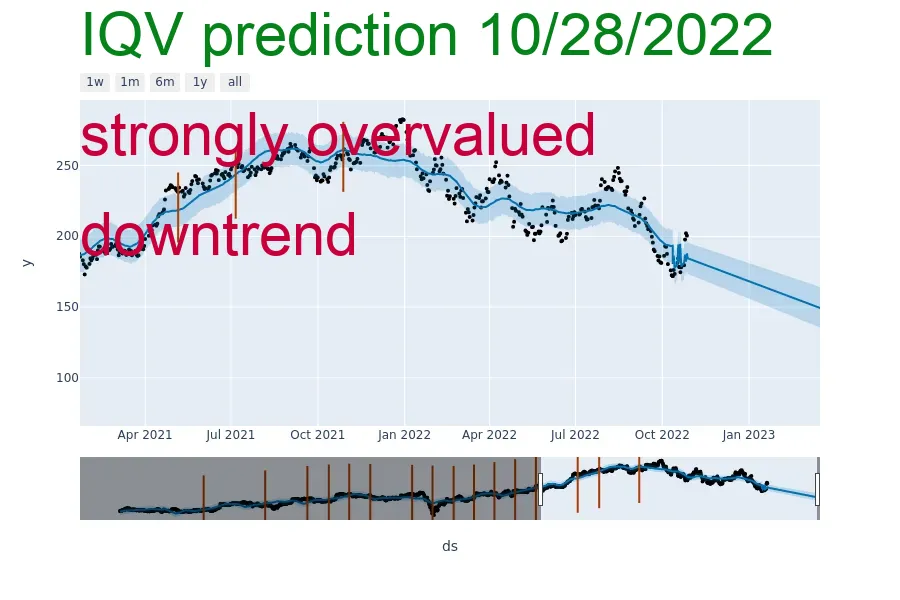 IQV prediction 10/28/2022
1w 1m 6m 1y all
strongly overvalued
downtrend
250
200
150
100
y
Apr 2021 Jul 2021 Oct 2021 Jan 2022 Apr 2022 Jul 2022 Oct 2022 Jan 2023
ds